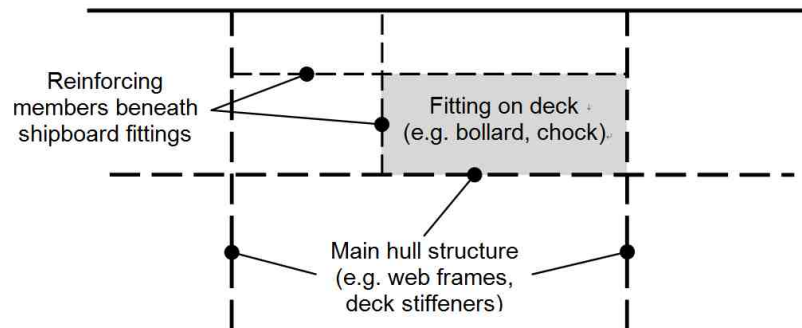 Reinforcing
members beneath
shipboard fittings
Fitting on deck
(e.g. bollard, chock)
Main hull structure
(e.g. web frames,
deck stiffeners)